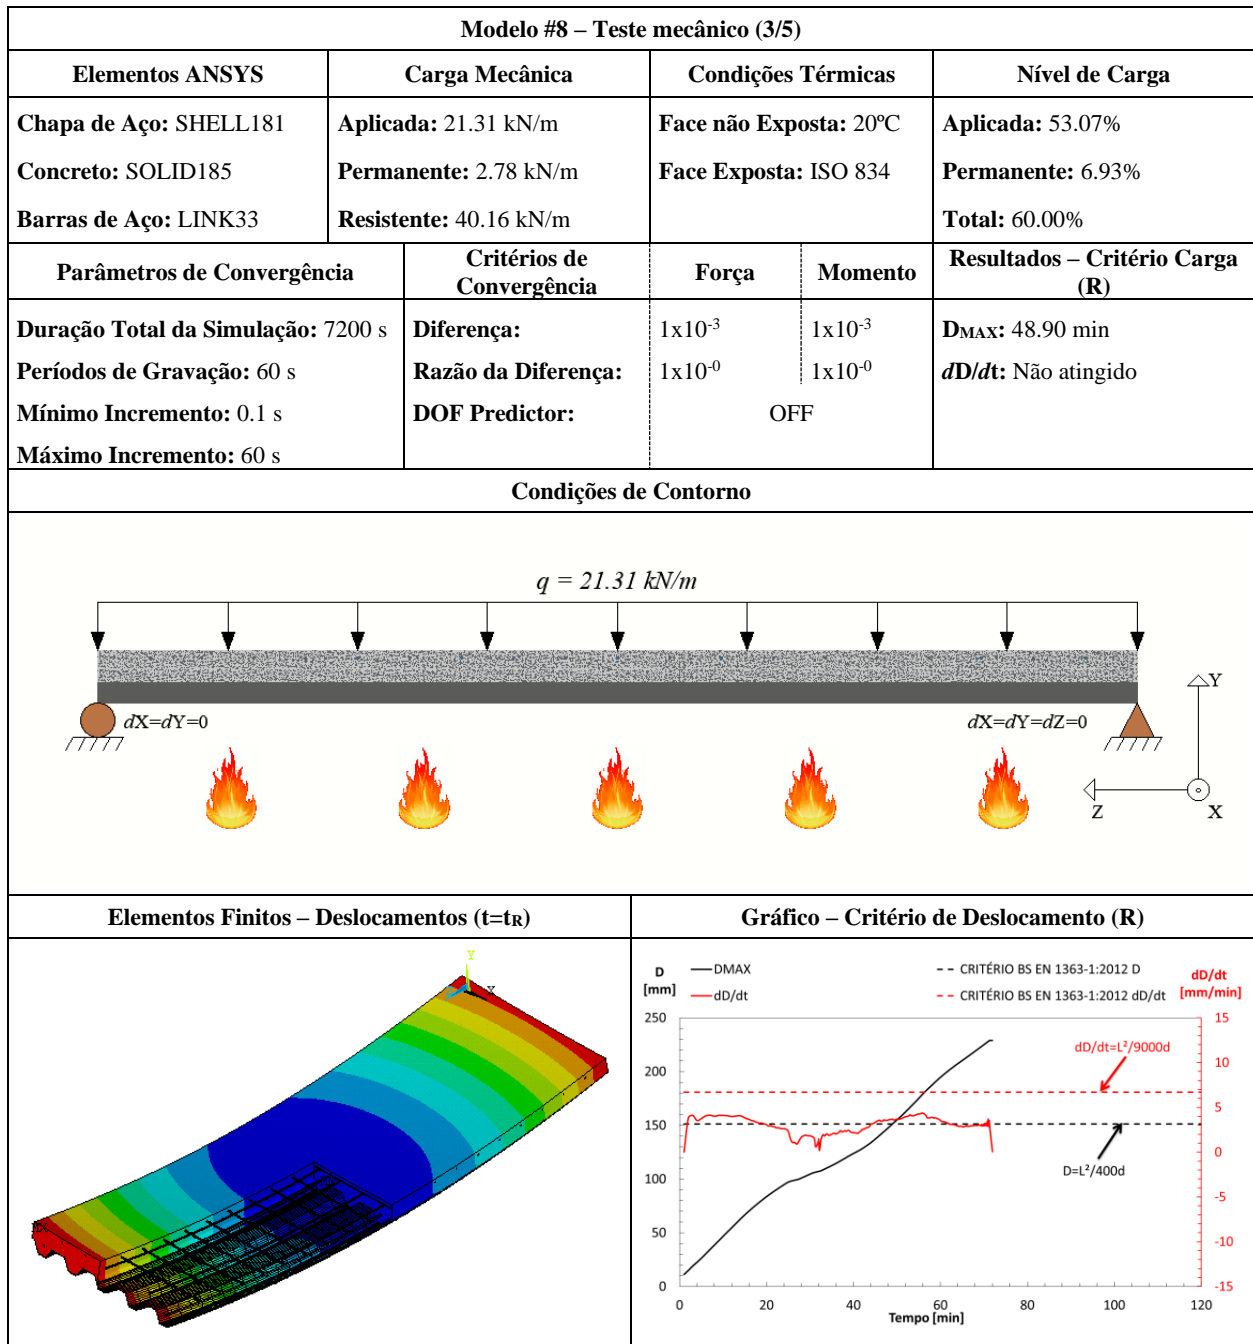 Modelo #8 – Teste mecânico (3/5)
Elementos ANSYS
Carga Mecânica
Condições Térmicas
Nível de Carga
Chapa de Aço: SHELL181
Concreto: SOLID185
Barras de Aço: LINK33
Aplicada: 21.31 kN/m
Permanente: 2.78 kN/m
Resistente: 40.16 kN/m
Face não Exposta: 20ºC
Face Exposta: ISO 834
Aplicada: 53.07%
Permanente: 6.93%
Total: 60.00%
Parâmetros de Convergência
Critérios de
Convergência
Força
Momento
Resultados – Critério Carga
(R)
Duração Total da Simulação: 7200 s
Períodos de Gravação: 60 s
Mínimo Incremento: 0.1 s
Máximo Incremento: 60 s
Diferença: 1x10⁻³ 1x10⁻³
Razão da Diferença: 1x10⁻⁰ 1x10⁻⁰
DOF Predictor: OFF
DMAX: 48.90 min
dD/dt: Não atingido
Condições de Contorno
q = 21.31 kN/m
dX=dY=0
dX=dY=dZ=0
Y
Z
X
Elementos Finitos – Deslocamentos (t=tR)
Gráfico – Critério de Deslocamento (R)
Y
X
D
[mm]
DMAX
dD/dt
CRITÉRIO BS EN 1363-1:2012 D
CRITÉRIO BS EN 1363-1:2012 dD/dt
dD/dt
[mm/min]
250
200
150
100
50
0
15
10
5
0
-5
-10
-15
dD/dt=L²/9000d
D=L²/400d
0 20 40 60 80 100 120
Tempo [min]